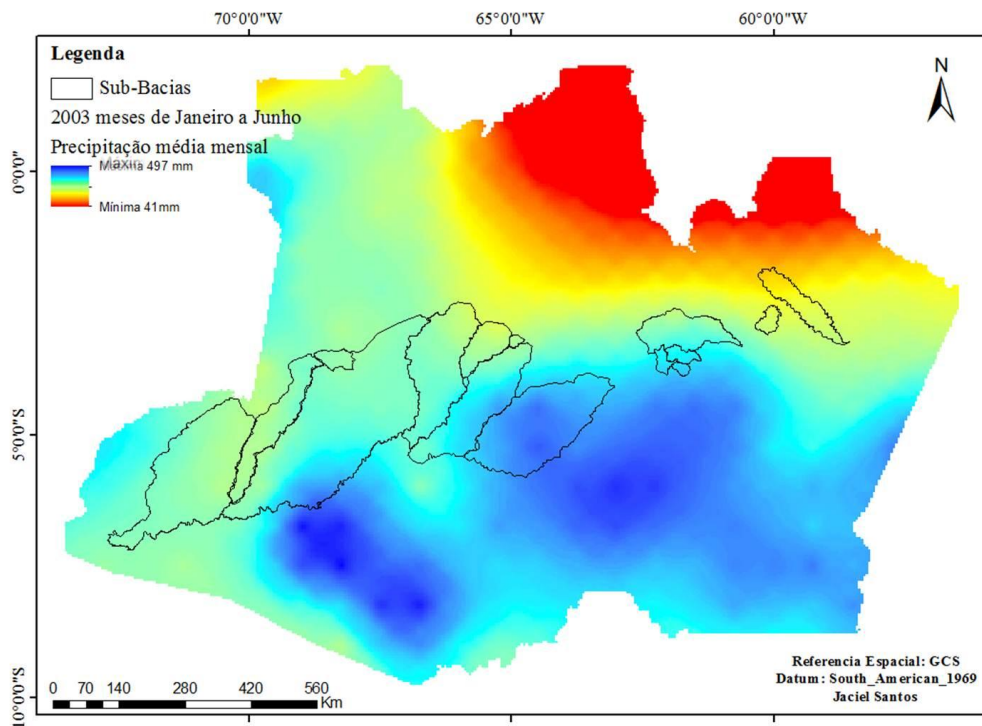 70°0'0"W 65°0'0"W 60°0'0"W
Legenda
Sub-Bacias
2003 meses de Janeiro a Junho
Precipitação média mensal
497 mm
Mínima 41mm
N
0°0'0"
5°0'0"S
10°0'0"S
0 70 140 280 420 560
Km
Referencia Espacial: GCS
Datum: South_American_1969
Jaciel Santos